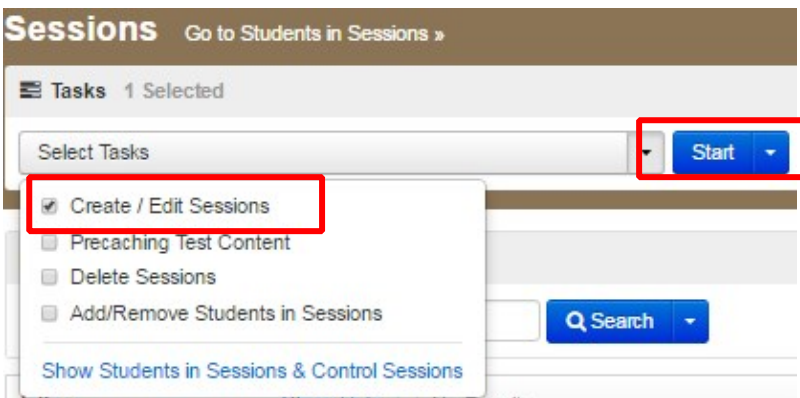 Sessions Go to Students in Sessions »
Tasks 1 Selected
Select Tasks Start
Create / Edit Sessions
Precaching Test Content
Delete Sessions
Add/Remove Students in Sessions
Search
Show Students in Sessions & Control Sessions